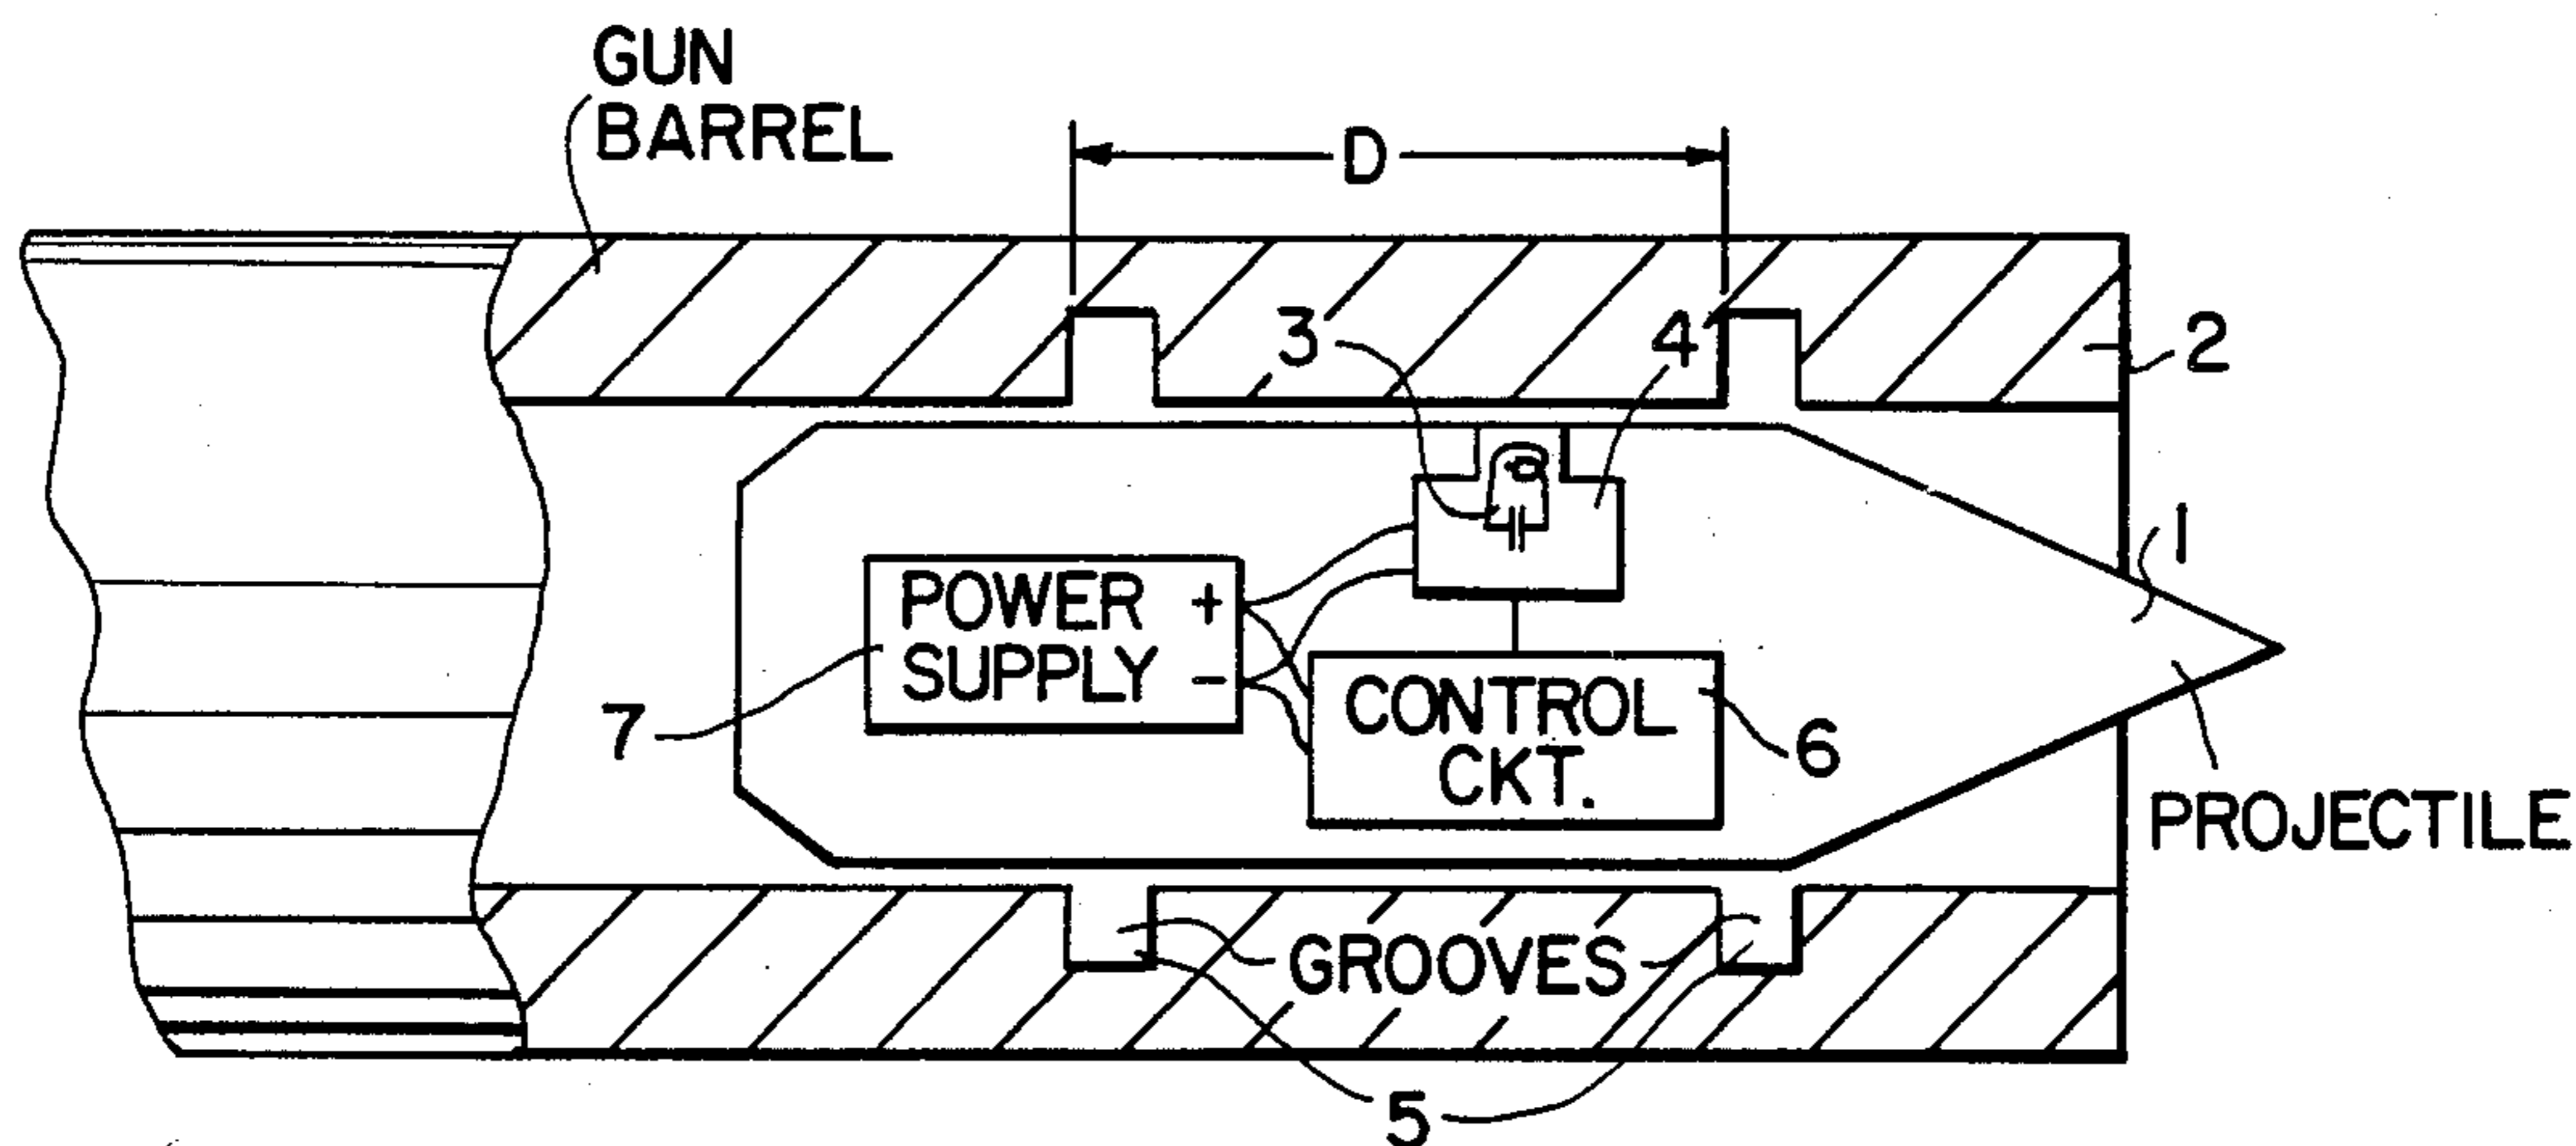 GUN
BARREL
D
3
4
2
1
POWER +
SUPPLY -
7
CONTROL
CKT.
6
PROJECTILE
GROOVES
5